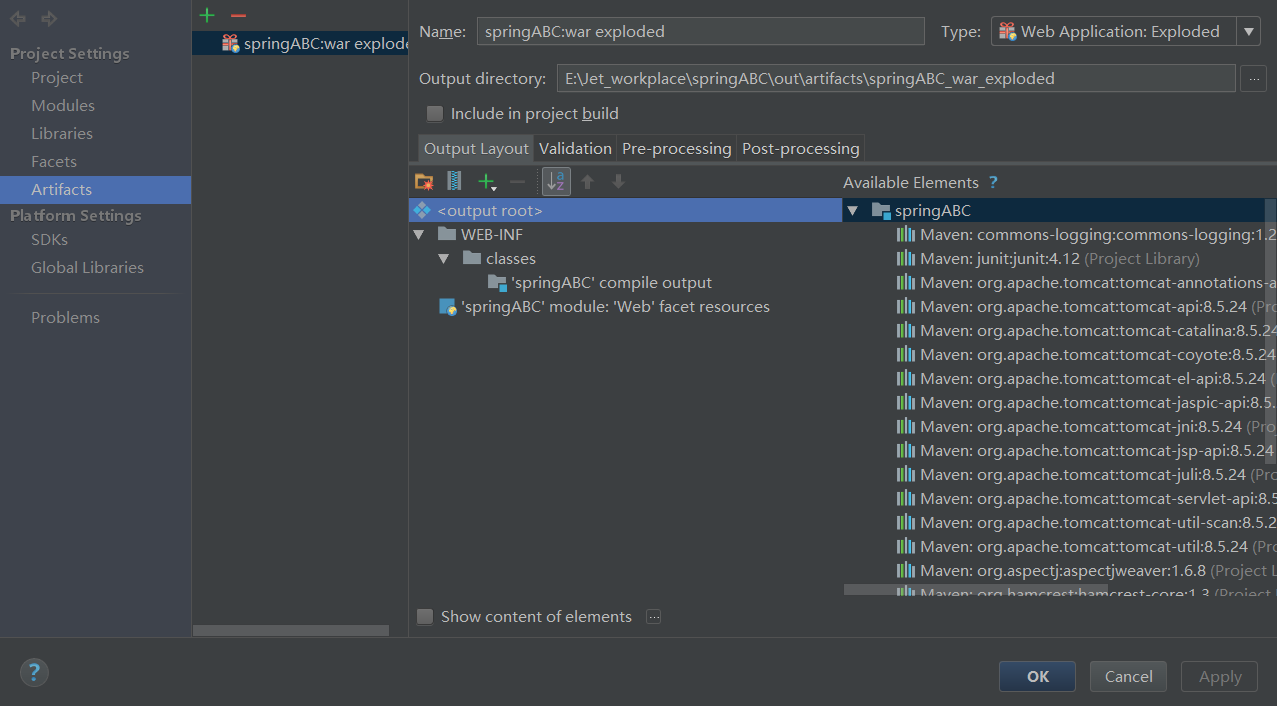 Project Settings
Project
Modules
Libraries
Facets
Artifacts
Platform Settings
SDKs
Global Libraries
Problems
springABC:war explode
Name: springABC:war exploded
Type: Web Application: Exploded
Output directory: E:\Jet_workplace\springABC\out\artifacts\springABC_war_exploded
...
Include in project build
Output Layout Validation Pre-processing Post-processing
a z
<output root>
WEB-INF
classes
'springABC' compile output
'springABC' module: 'Web' facet resources
Available Elements ?
springABC
Maven: commons-logging:commons-logging:1.2
Maven: junit:junit:4.12 (Project Library)
Maven: org.apache.tomcat:tomcat-annotations-a
Maven: org.apache.tomcat:tomcat-api:8.5.24 (Pr
Maven: org.apache.tomcat:tomcat-catalina:8.5.24
Maven: org.apache.tomcat:tomcat-coyote:8.5.24
Maven: org.apache.tomcat:tomcat-el-api:8.5.24 (
Maven: org.apache.tomcat:tomcat-jaspic-api:8.5.
Maven: org.apache.tomcat:tomcat-jni:8.5.24 (Pro
Maven: org.apache.tomcat:tomcat-jsp-api:8.5.24
Maven: org.apache.tomcat:tomcat-juli:8.5.24 (Pro
Maven: org.apache.tomcat:tomcat-servlet-api:8.5
Maven: org.apache.tomcat:tomcat-util-scan:8.5.2
Maven: org.apache.tomcat:tomcat-util:8.5.24 (Pro
Maven: org.aspectj:aspectjweaver:1.6.8 (Project L
Maven: org.hamcrest:hamcrest-core:1.3 (Project
Show content of elements ...
?
OK Cancel Apply